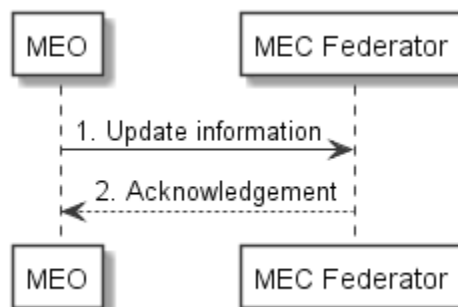 MEO
MEC Federator
1. Update information
2. Acknowledgement
MEO
MEC Federator